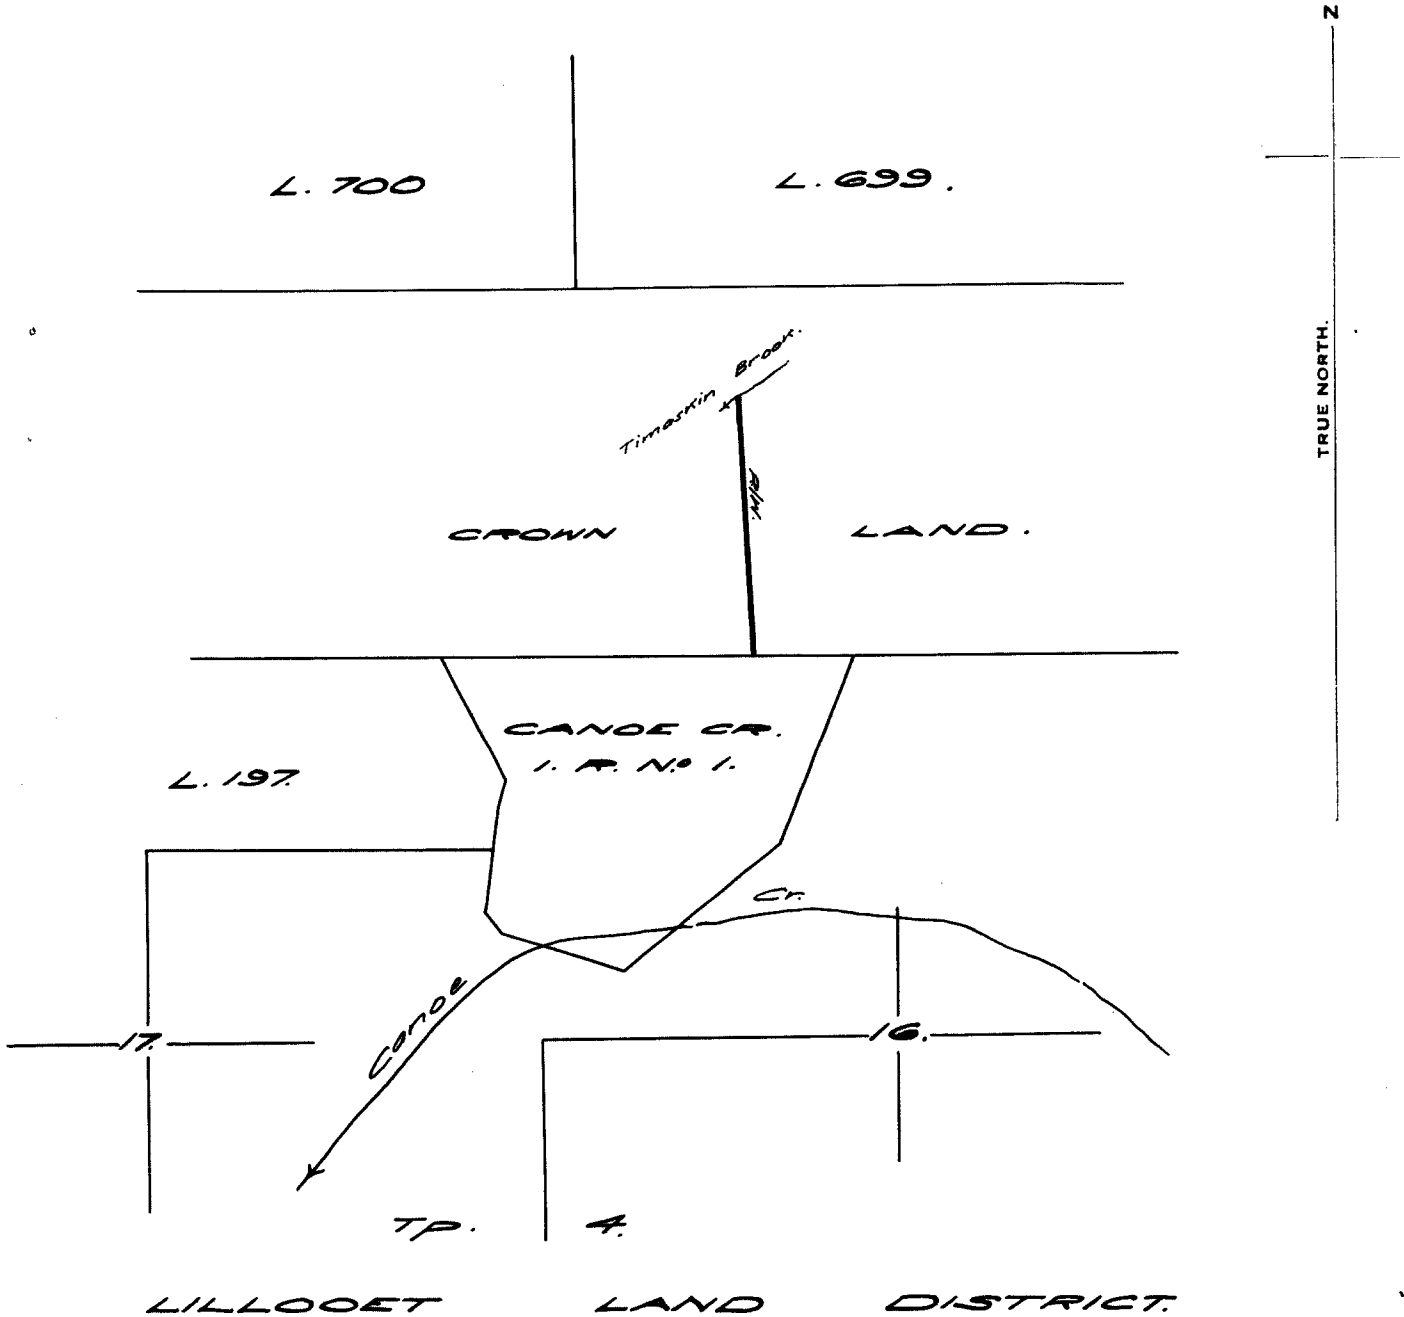 N
L. 700
L. 699.
TRUE NORTH.
Timoskin Brook.
R/W.
CROWN LAND.
CANOE CR.
I. R. No 1.
L. 197.
Cr.
Canoe
17.
16.
Tp. 4.
LILLOOET LAND DISTRICT.